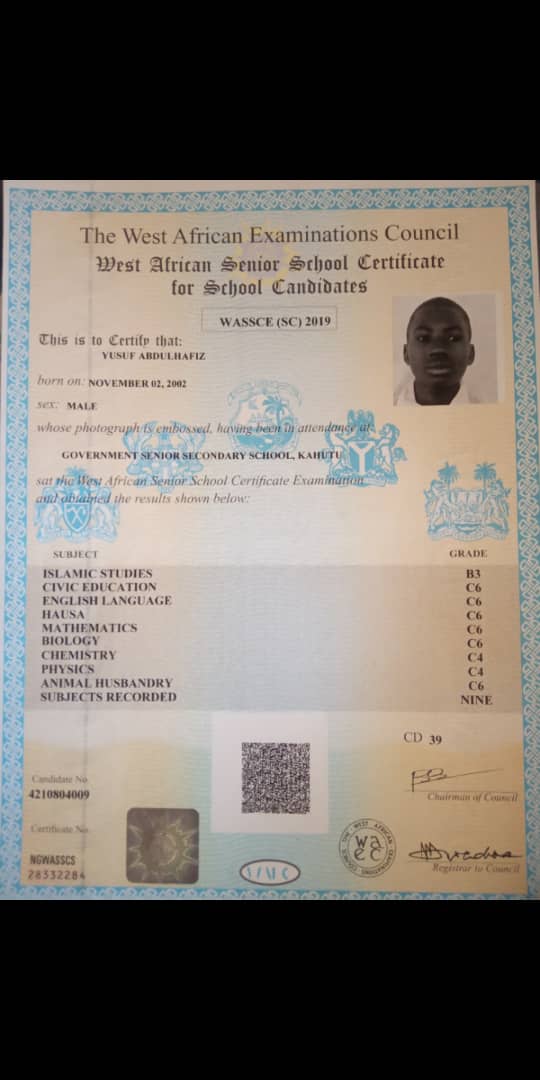 The West African Examinations Council
West African Senior School Certificate
for School Candidates
WASSCE (SC) 2019
This is to Certify that:
YUSUF ABDULHAFIZ
born on: NOVEMBER 02, 2002
sex: MALE
whose photograph is embossed, having been in attendance at:
GOVERNMENT SENIOR SECONDARY SCHOOL, KAHUTU
sat the West African Senior School Certificate Examination
and obtained the results shown below:
SUBJECT GRADE
ISLAMIC STUDIES B3
CIVIC EDUCATION C6
ENGLISH LANGUAGE C6
HAUSA C6
MATHEMATICS C6
BIOLOGY C6
CHEMISTRY C4
PHYSICS C4
ANIMAL HUSBANDRY C6
SUBJECTS RECORDED NINE
CD 39
Candidate No.
4210804009
Chairman of Council
Certificate No.
NGWASSCS
28332284
THE WEST AFRICAN EXAMINATIONS COUNCIL
waec
Registrar to Council